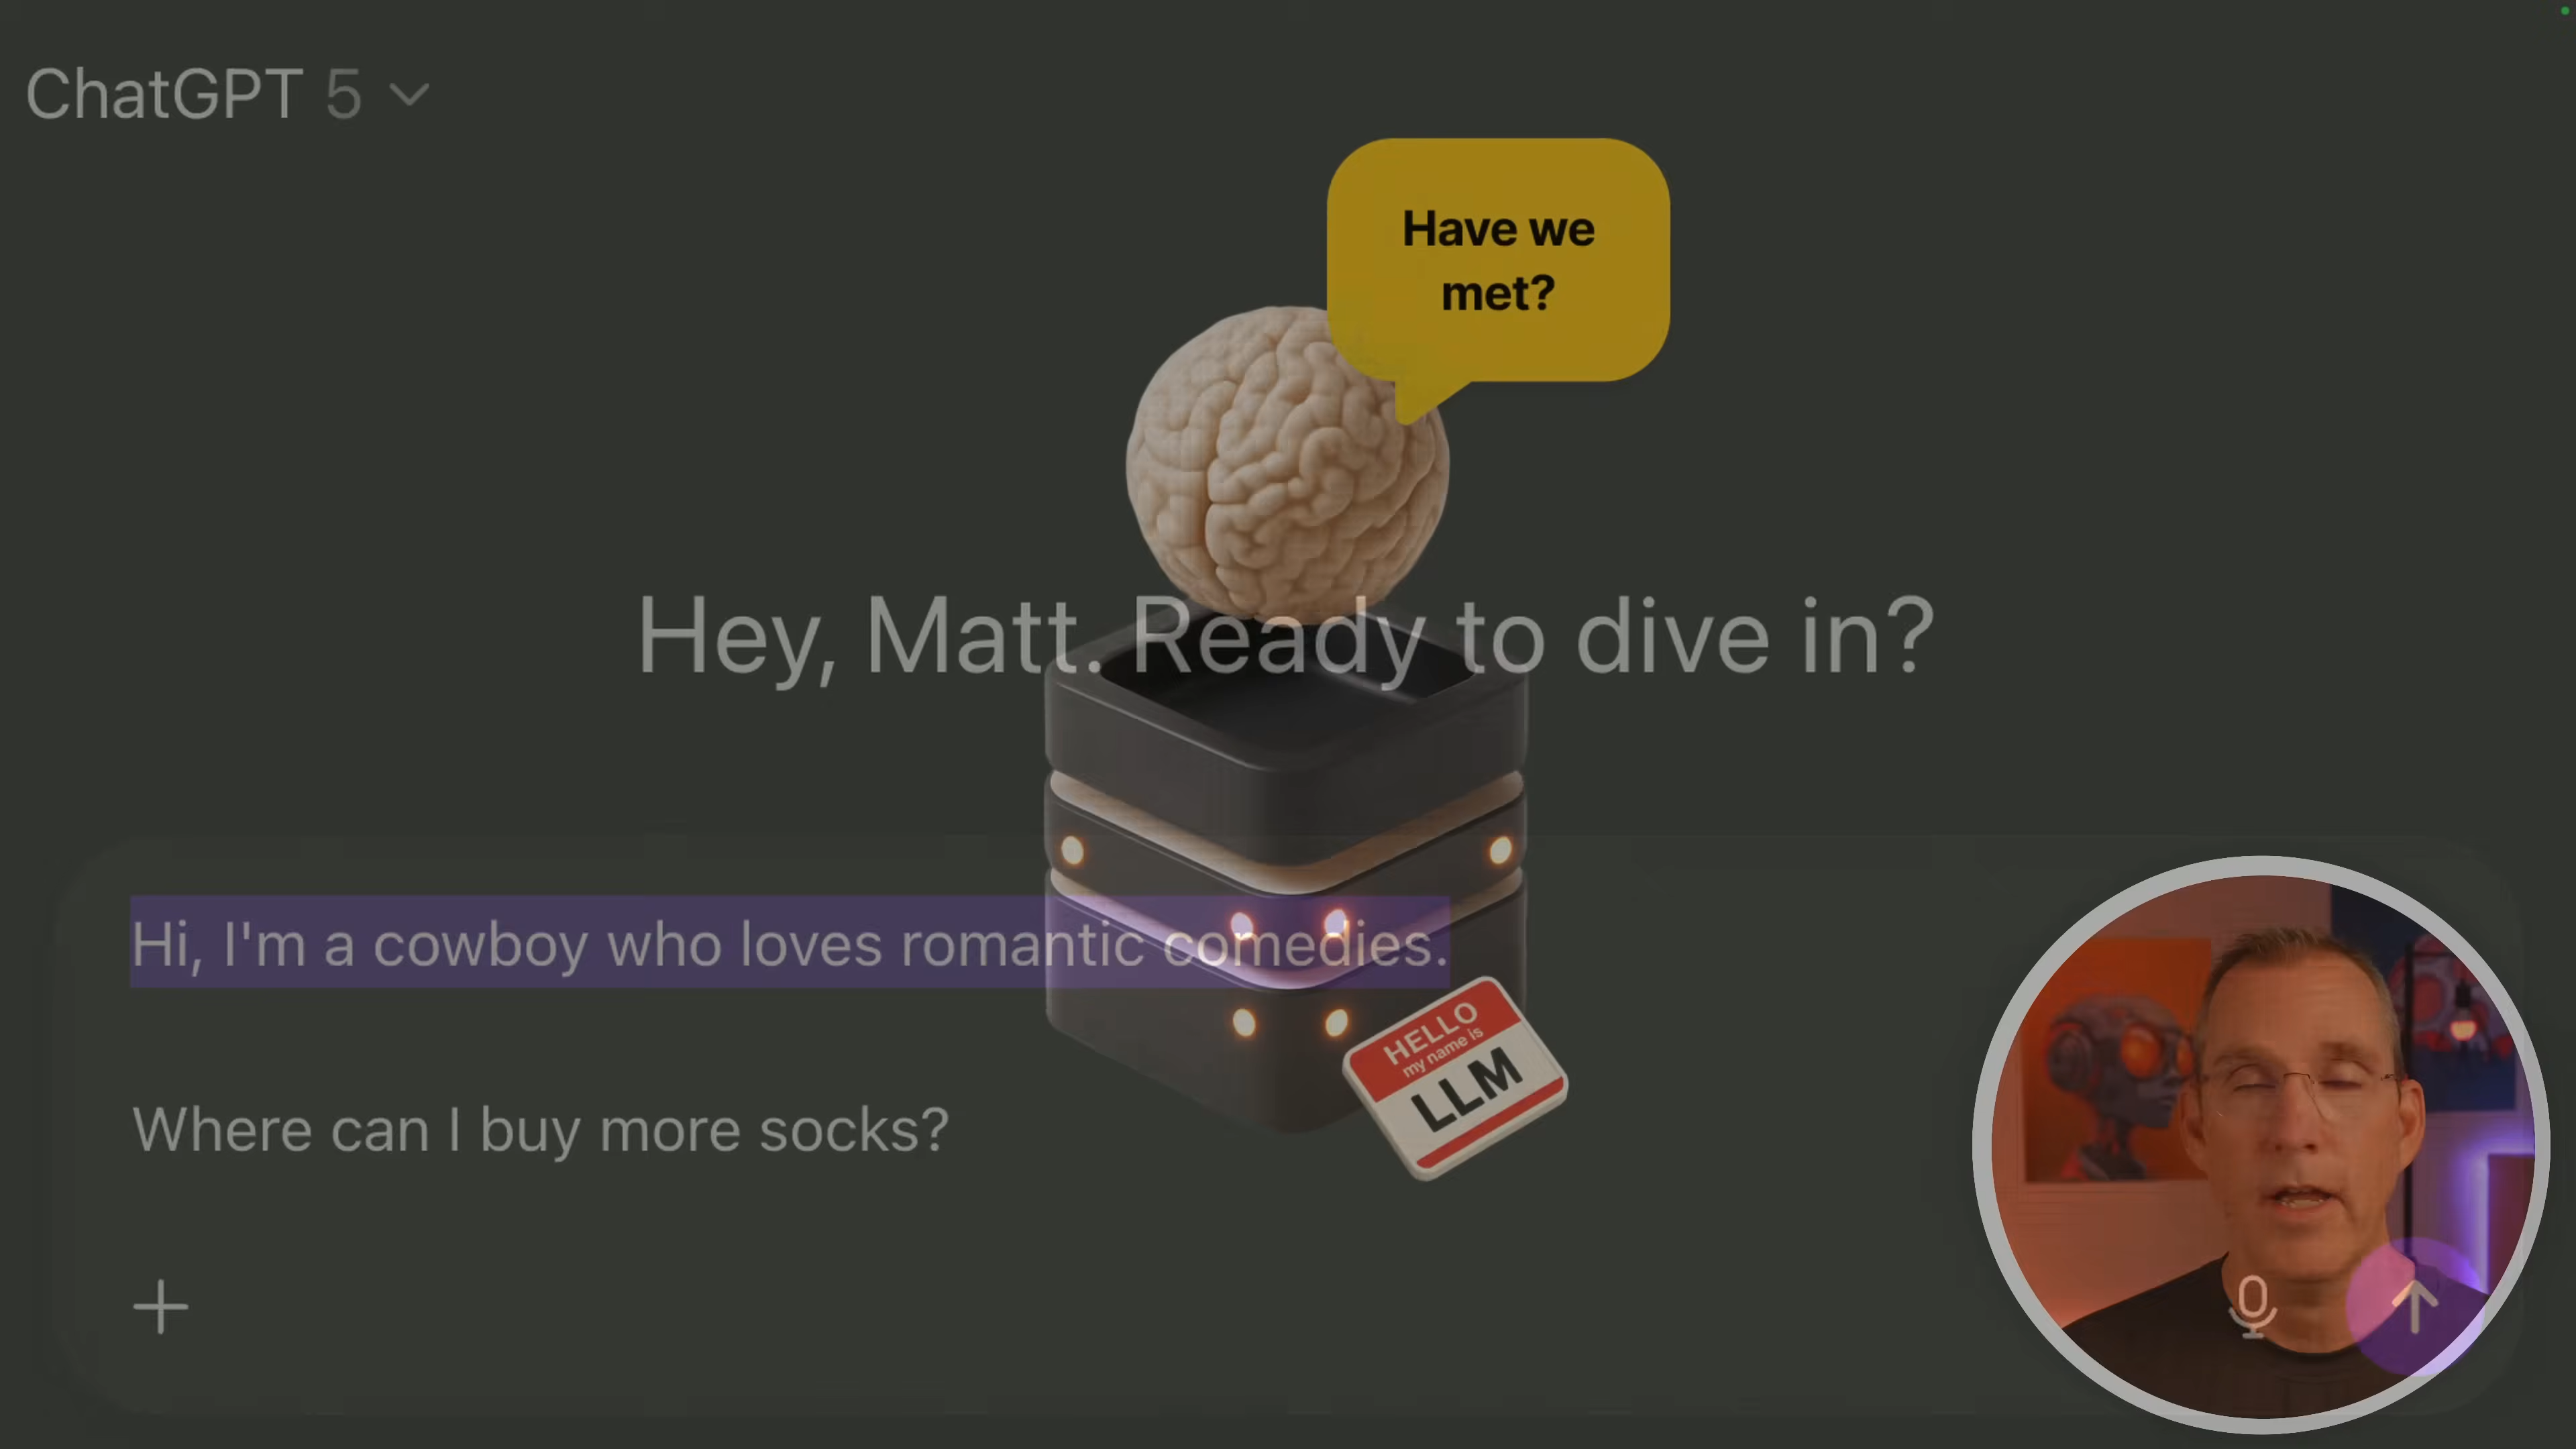 ChatGPT 5
Have we
met?
Hey, Matt. Ready to dive in?
Hi, I'm a cowboy who loves romantic comedies.
HELLO
my name is
LLM
Where can I buy more socks?